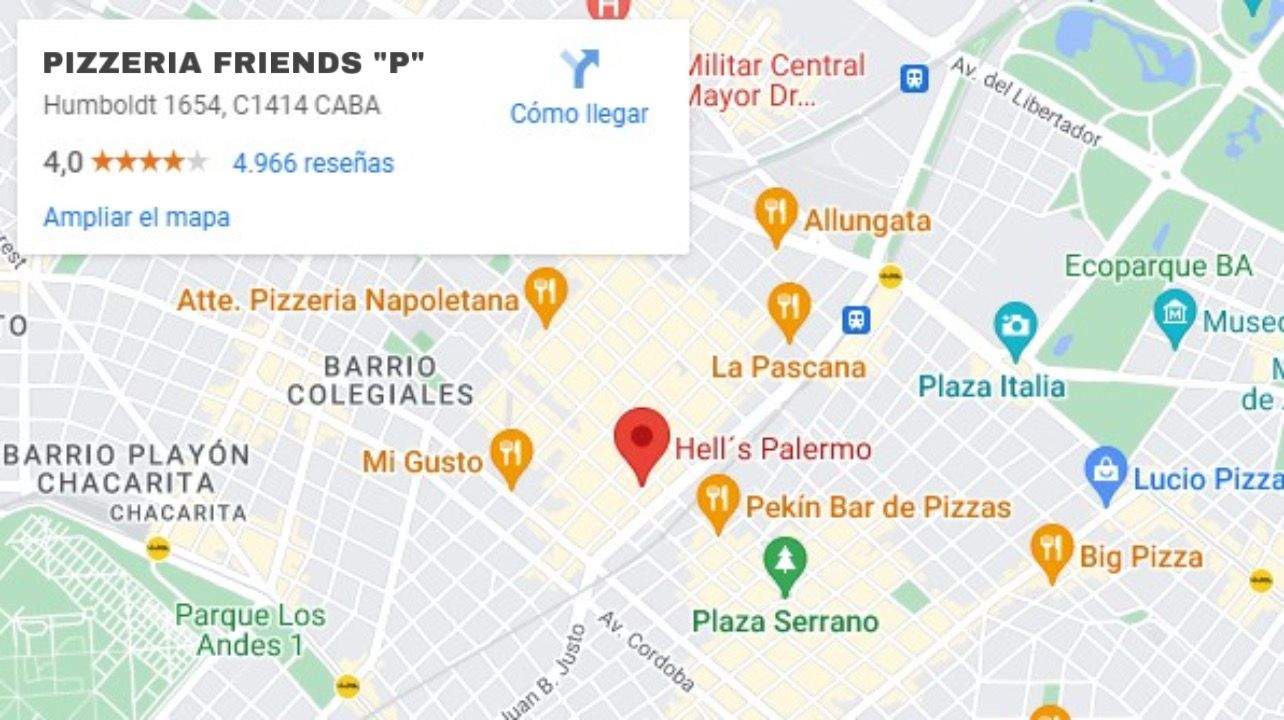 PIZZERIA FRIENDS "P"
Humboldt 1654, C1414 CABA
Cómo llegar
4,0 4.966 reseñas
Ampliar el mapa
H
Militar Central
Mayor Dr...
Av. del Libertador
Allungata
Ecoparque BA
Atte. Pizzeria Napoletana
Museo
La Pascana
Plaza Italia
de
BARRIO
COLEGIALES
Hell´s Palermo
BARRIO PLAYÓN
CHACARITA
CHACARITA
Mi Gusto
Lucio Pizza
Pekín Bar de Pizzas
Big Pizza
Plaza Serrano
Parque Los
Andes 1
Av. Cordoba
Juan B. Justo